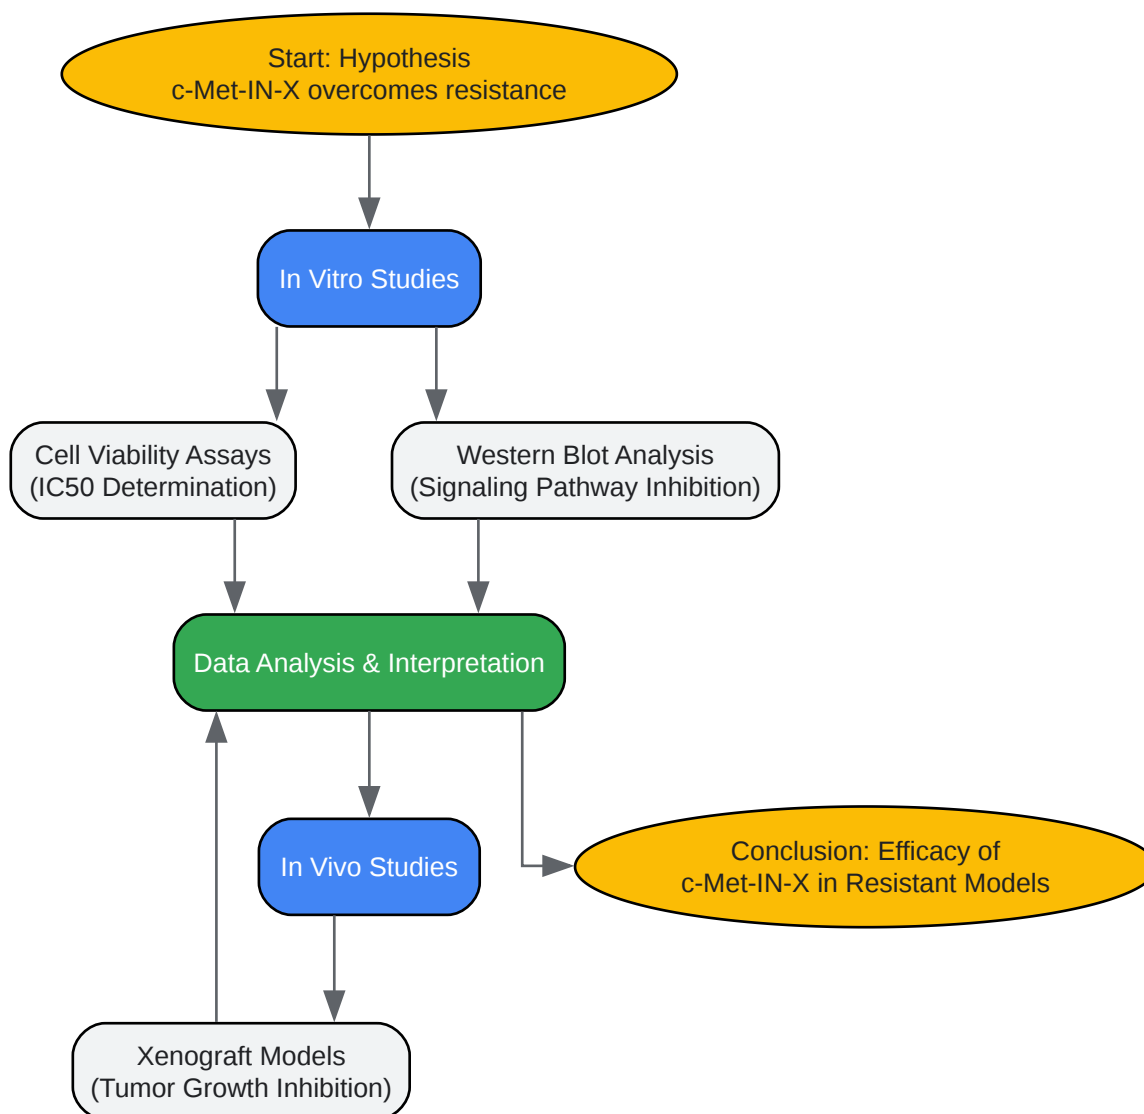 Start: Hypothesis
c-Met-IN-X overcomes resistance
In Vitro Studies
Cell Viability Assays
(IC50 Determination)
Western Blot Analysis
(Signaling Pathway Inhibition)
Data Analysis & Interpretation
In Vivo Studies
Conclusion: Efficacy of
c-Met-IN-X in Resistant Models
Xenograft Models
(Tumor Growth Inhibition)